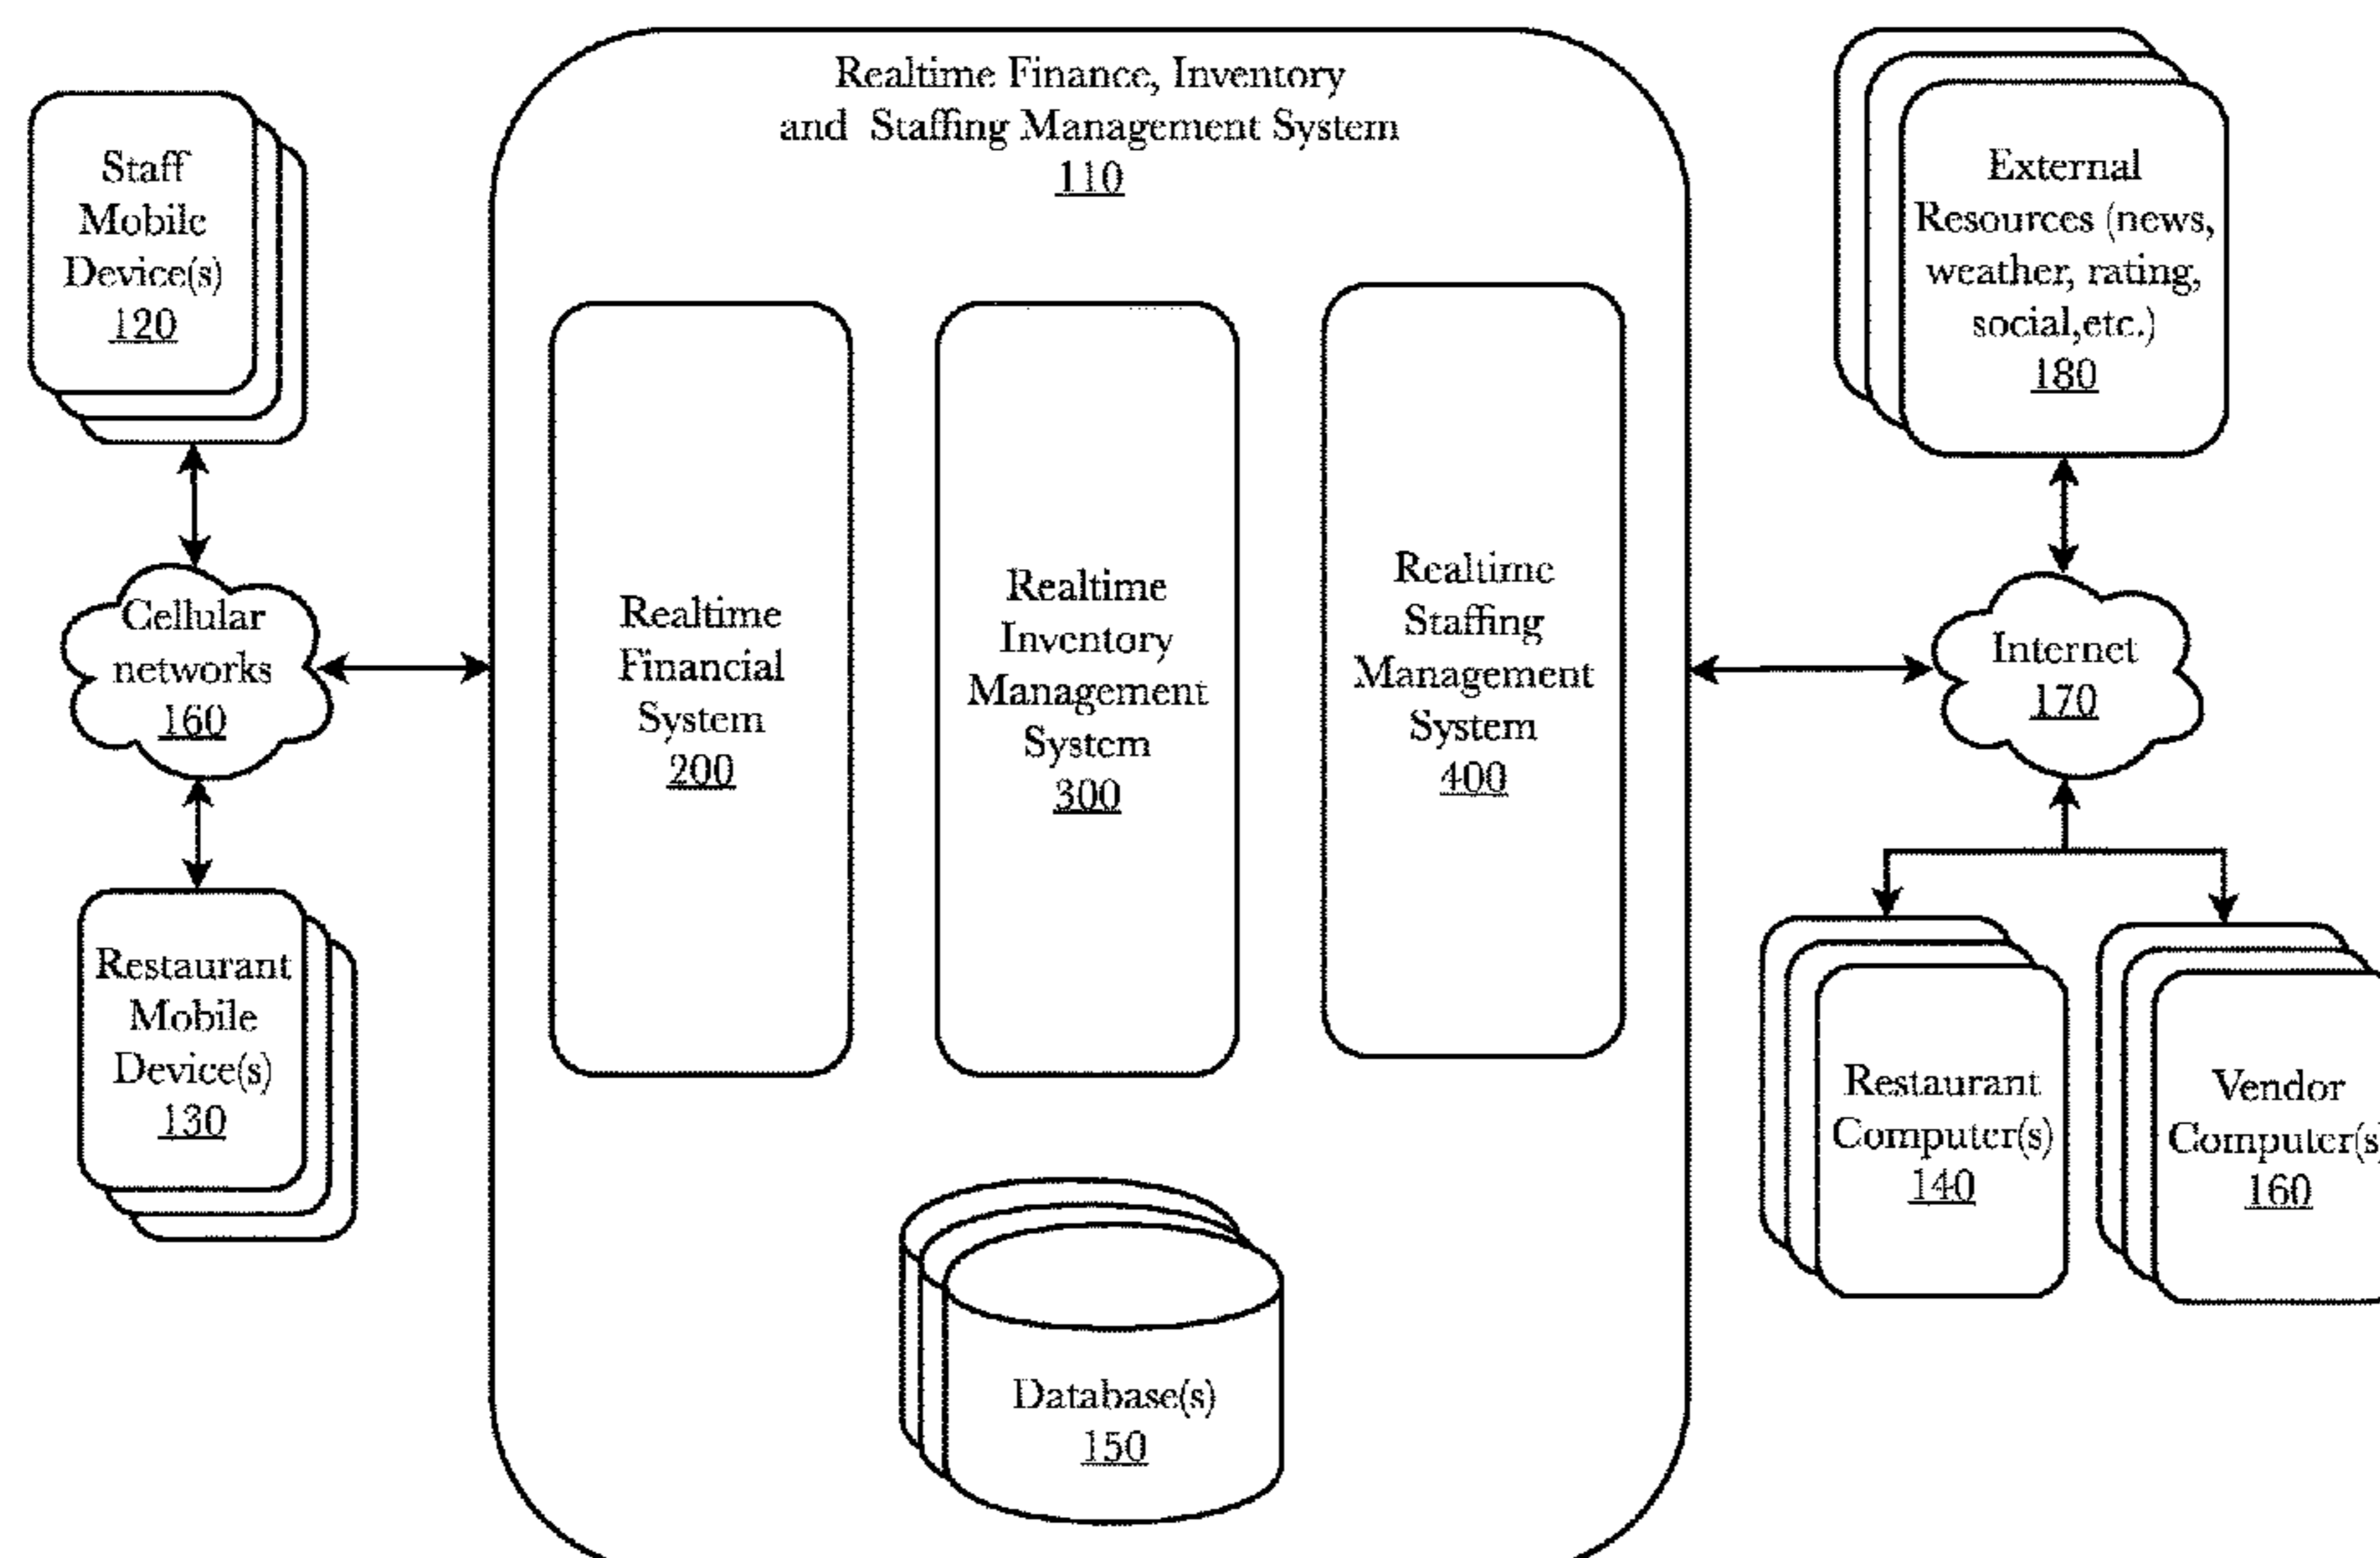 Realtime Finance, Inventory
and Staffing Management System
110
Staff
Mobile
Device(s)
120
Cellular
networks
160
Restaurant
Mobile
Device(s)
130
Realtime
Financial
System
200
Realtime
Inventory
Management
System
300
Realtime
Staffing
Management
System
400
Database(s)
150
External
Resources (news,
weather, rating,
social,etc.)
180
Internet
170
Restaurant
Computer(s)
140
Vendor
Computer(s)
160